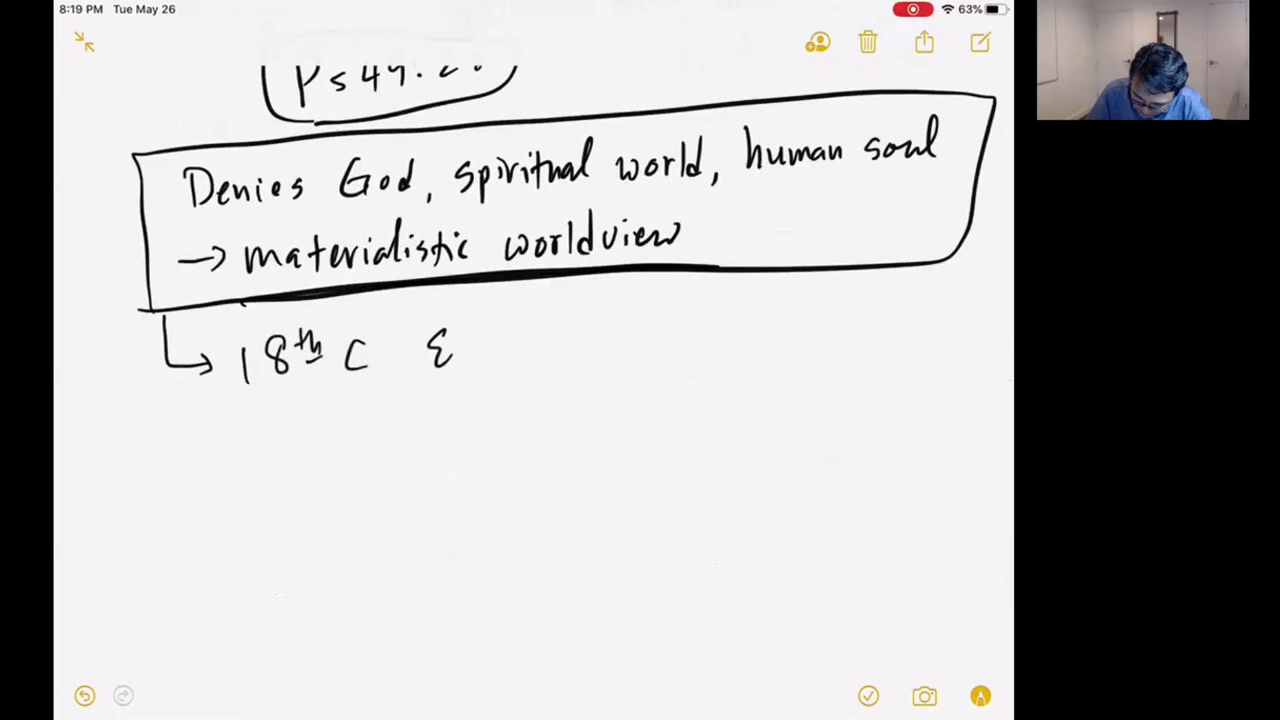 8:19 PM Tue May 26 63%
Denies God, spiritual world, human soul
→ materialistic worldview
18th C E